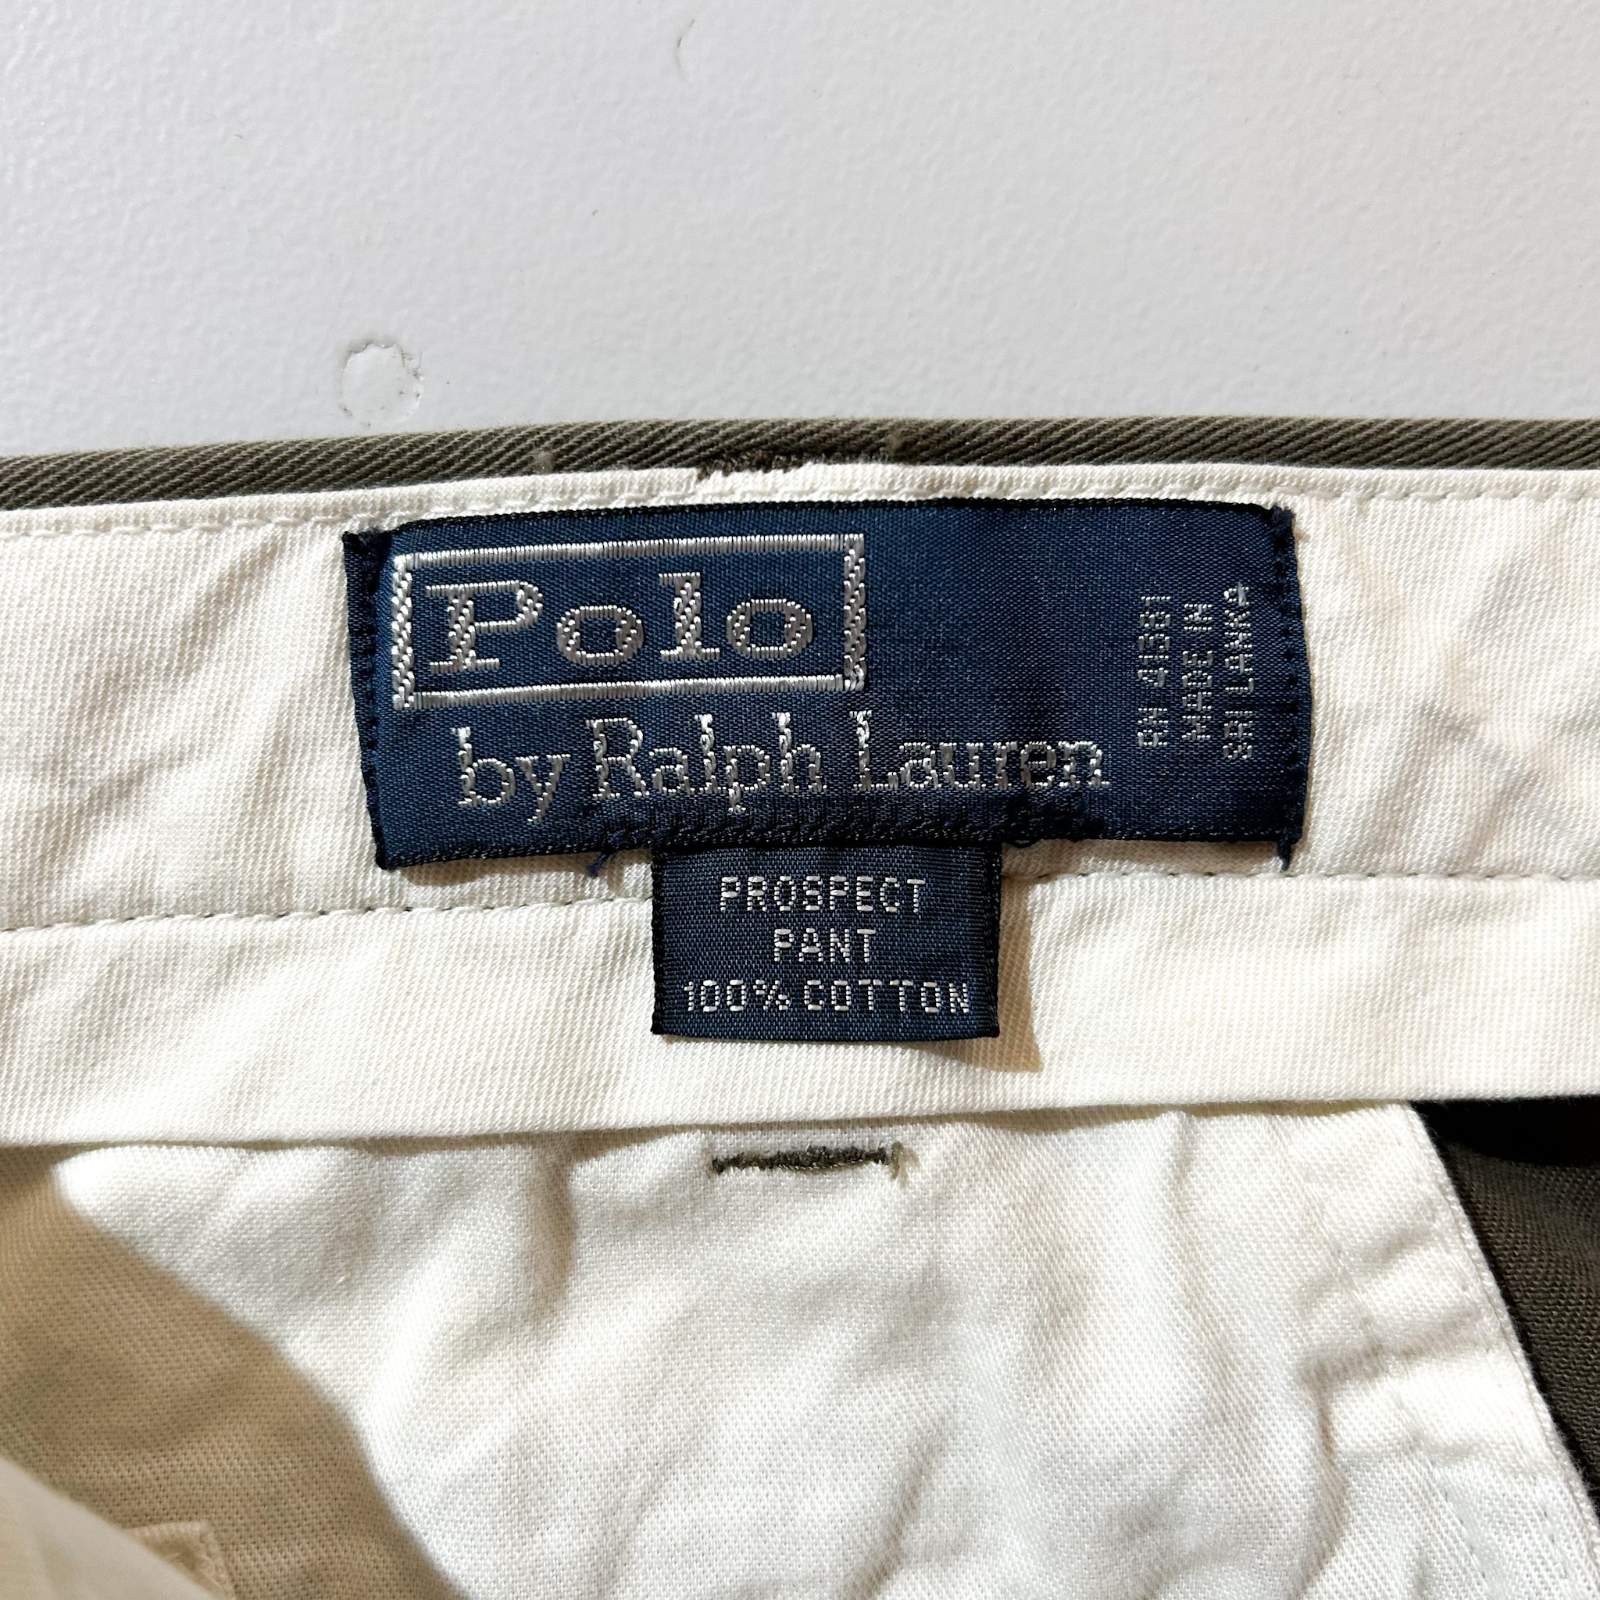 Polo
by Ralph Lauren
RN 41381
MADE IN
SRI LANKA
PROSPECT
PANT
100% COTTON